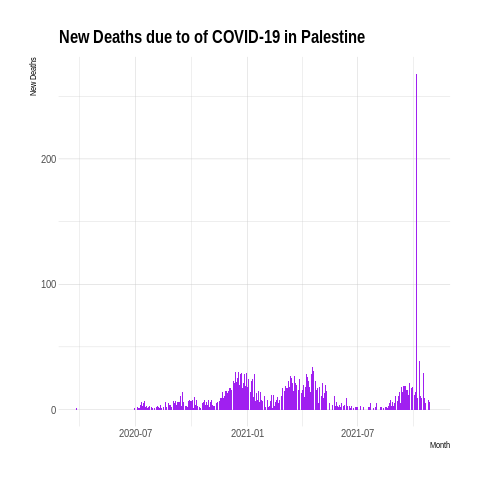 New Deaths due to of COVID-19 in Palestine
New Deaths
200
100
0
2020-07 2021-01 2021-07
Month